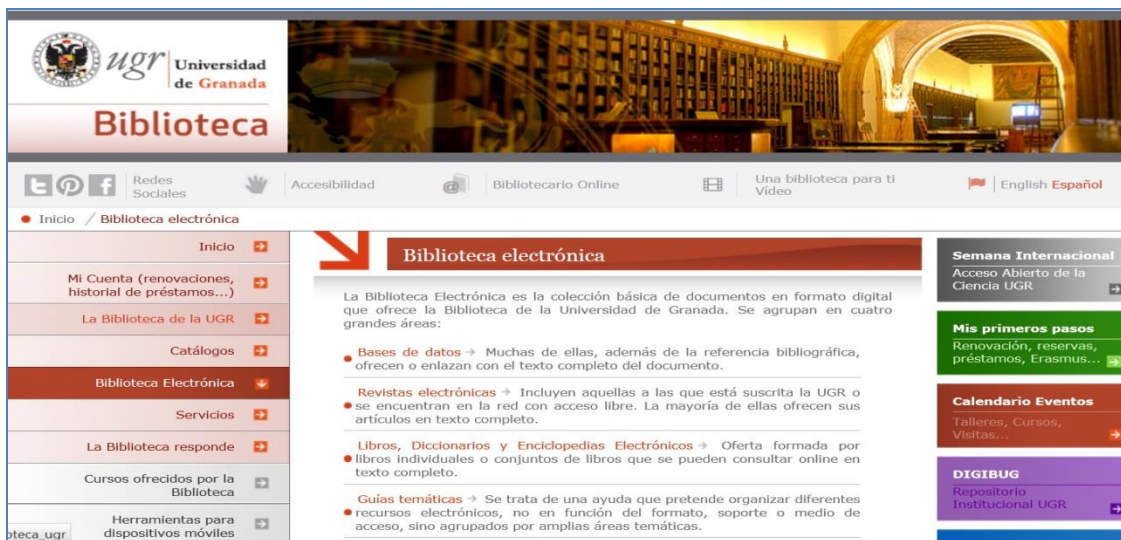 ugr Universidad
de Granada
Biblioteca
Redes
Sociales
Accesibilidad
Bibliotecario Online
Una biblioteca para ti
Vídeo
English Español
Inicio / Biblioteca electrónica
Inicio
Mi Cuenta (renovaciones,
historial de préstamos...)
La Biblioteca de la UGR
Catálogos
Biblioteca Electrónica
Servicios
La Biblioteca responde
Cursos ofrecidos por la
Biblioteca
Herramientas para
dispositivos móviles
oteca_ugr
Biblioteca electrónica
La Biblioteca Electrónica es la colección básica de documentos en formato digital
que ofrece la Biblioteca de la Universidad de Granada. Se agrupan en cuatro
grandes áreas:
Bases de datos → Muchas de ellas, además de la referencia bibliográfica,
ofrecen o enlazan con el texto completo del documento.
Revistas electrónicas → Incluyen aquellas a las que está suscrita la UGR o
se encuentran en la red con acceso libre. La mayoría de ellas ofrecen sus
artículos en texto completo.
Libros, Diccionarios y Enciclopedias Electrónicos → Oferta formada por
libros individuales o conjuntos de libros que se pueden consultar online en
texto completo.
Guías temáticas → Se trata de una ayuda que pretende organizar diferentes
recursos electrónicos, no en función del formato, soporte o medio de
acceso, sino agrupados por amplias áreas temáticas.
Semana Internacional
Acceso Abierto de la
Ciencia UGR
Mis primeros pasos
Renovación, reservas,
préstamos, Erasmus...
Calendario Eventos
Talleres, Cursos,
Visitas...
DIGIBUG
Repositorio
Institucional UGR